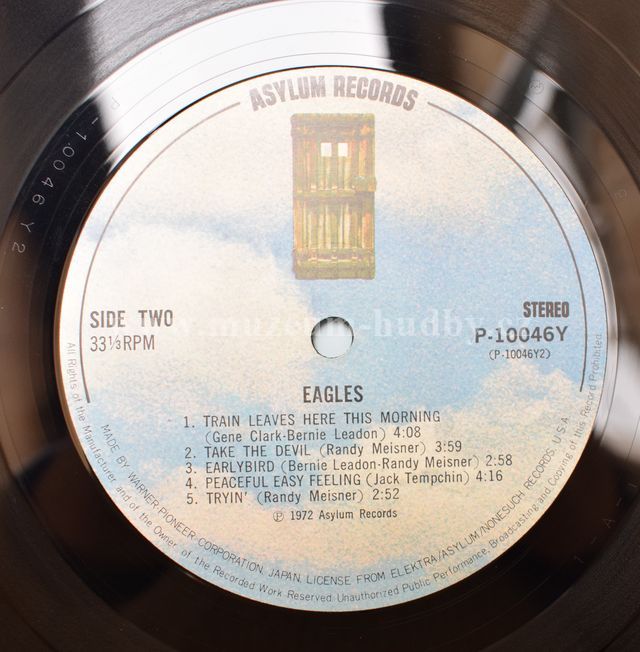 ASYLUM RECORDS
SIDE TWO
33⅓ RPM
STEREO
P-10046Y
(P-10046Y2)
EAGLES
1. TRAIN LEAVES HERE THIS MORNING
(Gene Clark-Bernie Leadon) 4:08
2. TAKE THE DEVIL (Randy Meisner) 3:59
3. EARLYBIRD (Bernie Leadon-Randy Meisner) 2:58
4. PEACEFUL EASY FEELING (Jack Tempchin) 4:16
5. TRYIN' (Randy Meisner) 2:52
Ⓟ 1972 Asylum Records
MADE BY WARNER-PIONEER CORPORATION, JAPAN. LICENSE FROM ELEKTRA/ASYLUM/NONESUCH RECORDS, U.S.A.
All Rights of the Manufacturer and of the Owner of the Recorded Work Reserved. Unauthorized Public Performance, Broadcasting and Copying of this Record Prohibited.
P-10046Y2
1-A-1